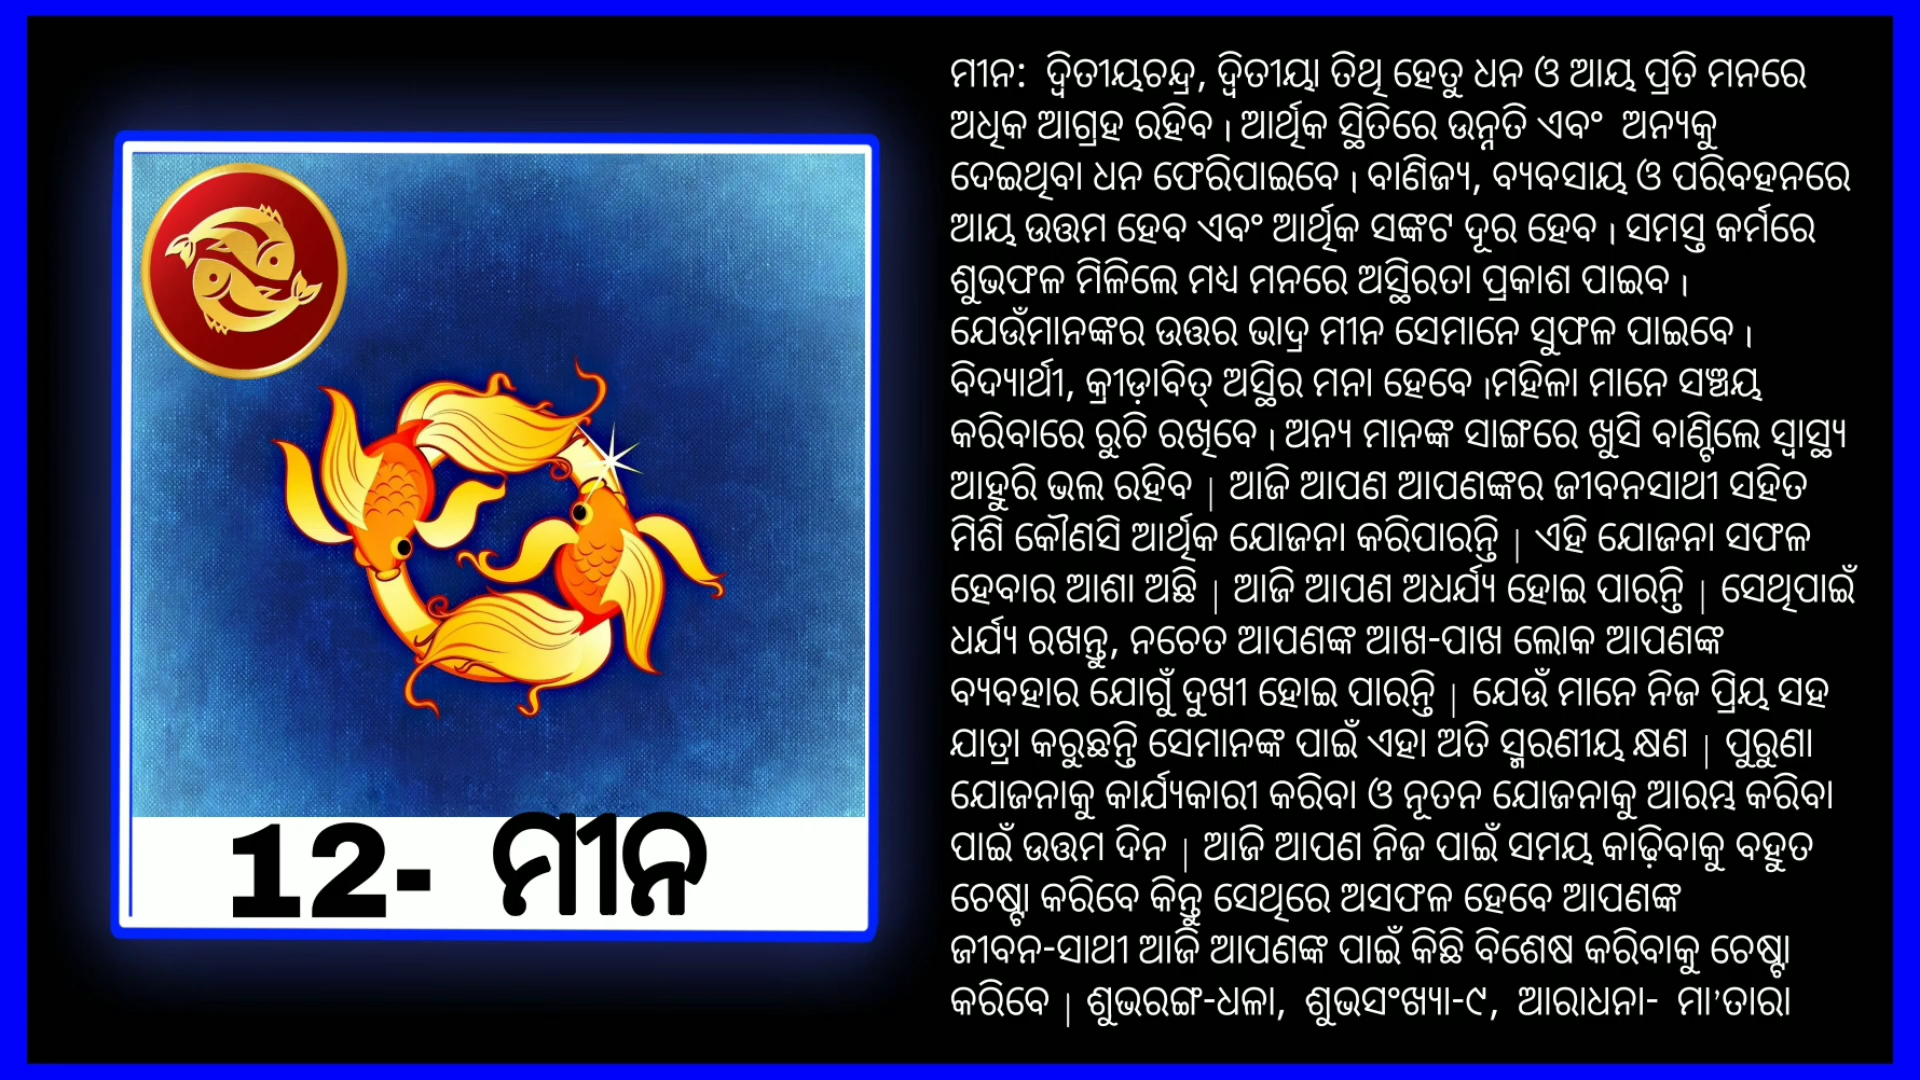 12- ମୀନ
ମୀନ: ଦ୍ୱିତୀୟଚନ୍ଦ୍ର, ଦ୍ୱିତୀୟା ତିଥି ହେତୁ ଧନ ଓ ଆୟ ପ୍ରତି ମନରେ
ଅଧିକ ଆଗ୍ରହ ରହିବ । ଆର୍ଥିକ ସ୍ଥିତିରେ ଉନ୍ନତି ଏବଂ ଅନ୍ୟକୁ
ଦେଇଥିବା ଧନ ଫେରିପାଇବେ । ବାଣିଜ୍ୟ, ବ୍ୟବସାୟ ଓ ପରିବହନରେ
ଆୟ ଉତ୍ତମ ହେବ ଏବଂ ଆର୍ଥିକ ସଙ୍କଟ ଦୂର ହେବ । ସମସ୍ତ କର୍ମରେ
ଶୁଭଫଳ ମିଳିଲେ ମଧ୍ୟ ମନରେ ଅସ୍ଥିରତା ପ୍ରକାଶ ପାଇବ ।
ଯେଉଁମାନଙ୍କର ଉତ୍ତର ଭାଦ୍ର ମୀନ ସେମାନେ ସୁଫଳ ପାଇବେ ।
ବିଦ୍ୟାର୍ଥୀ, କ୍ରୀଡ଼ାବିତ୍ ଅସ୍ଥିର ମନା ହେବେ ।ମହିଳା ମାନେ ସଞ୍ଚୟ
କରିବାରେ ରୁଚି ରଖିବେ । ଅନ୍ୟ ମାନଙ୍କ ସାଙ୍ଗରେ ଖୁସି ବାଣ୍ଟିଲେ ସ୍ୱାସ୍ଥ୍ୟ
ଆହୁରି ଭଲ ରହିବ | ଆଜି ଆପଣ ଆପଣଙ୍କର ଜୀବନସାଥୀ ସହିତ
ମିଶି କୌଣସି ଆର୍ଥିକ ଯୋଜନା କରିପାରନ୍ତି | ଏହି ଯୋଜନା ସଫଳ
ହେବାର ଆଶା ଅଛି | ଆଜି ଆପଣ ଅଧର୍ଯ୍ୟ ହୋଇ ପାରନ୍ତି | ସେଥିପାଇଁ
ଧର୍ଯ୍ୟ ରଖନ୍ତୁ, ନଚେତ ଆପଣଙ୍କ ଆଖ-ପାଖ ଲୋକ ଆପଣଙ୍କ
ବ୍ୟବହାର ଯୋଗୁଁ ଦୁଖୀ ହୋଇ ପାରନ୍ତି | ଯେଉଁ ମାନେ ନିଜ ପ୍ରିୟ ସହ
ଯାତ୍ରା କରୁଛନ୍ତି ସେମାନଙ୍କ ପାଇଁ ଏହା ଅତି ସ୍ମରଣୀୟ କ୍ଷଣ | ପୁରୁଣା
ଯୋଜନାକୁ କାର୍ଯ୍ୟକାରୀ କରିବା ଓ ନୂତନ ଯୋଜନାକୁ ଆରମ୍ଭ କରିବା
ପାଇଁ ଉତ୍ତମ ଦିନ | ଆଜି ଆପଣ ନିଜ ପାଇଁ ସମୟ କାଢ଼ିବାକୁ ବହୁତ
ଚେଷ୍ଟା କରିବେ କିନ୍ତୁ ସେଥିରେ ଅସଫଳ ହେବେ ଆପଣଙ୍କ
ଜୀବନ-ସାଥୀ ଆଜି ଆପଣଙ୍କ ପାଇଁ କିଛି ବିଶେଷ କରିବାକୁ ଚେଷ୍ଟା
କରିବେ | ଶୁଭରଙ୍ଗ-ଧଳା, ଶୁଭସଂଖ୍ୟା-୯, ଆରାଧନା- ମା’ତାରା